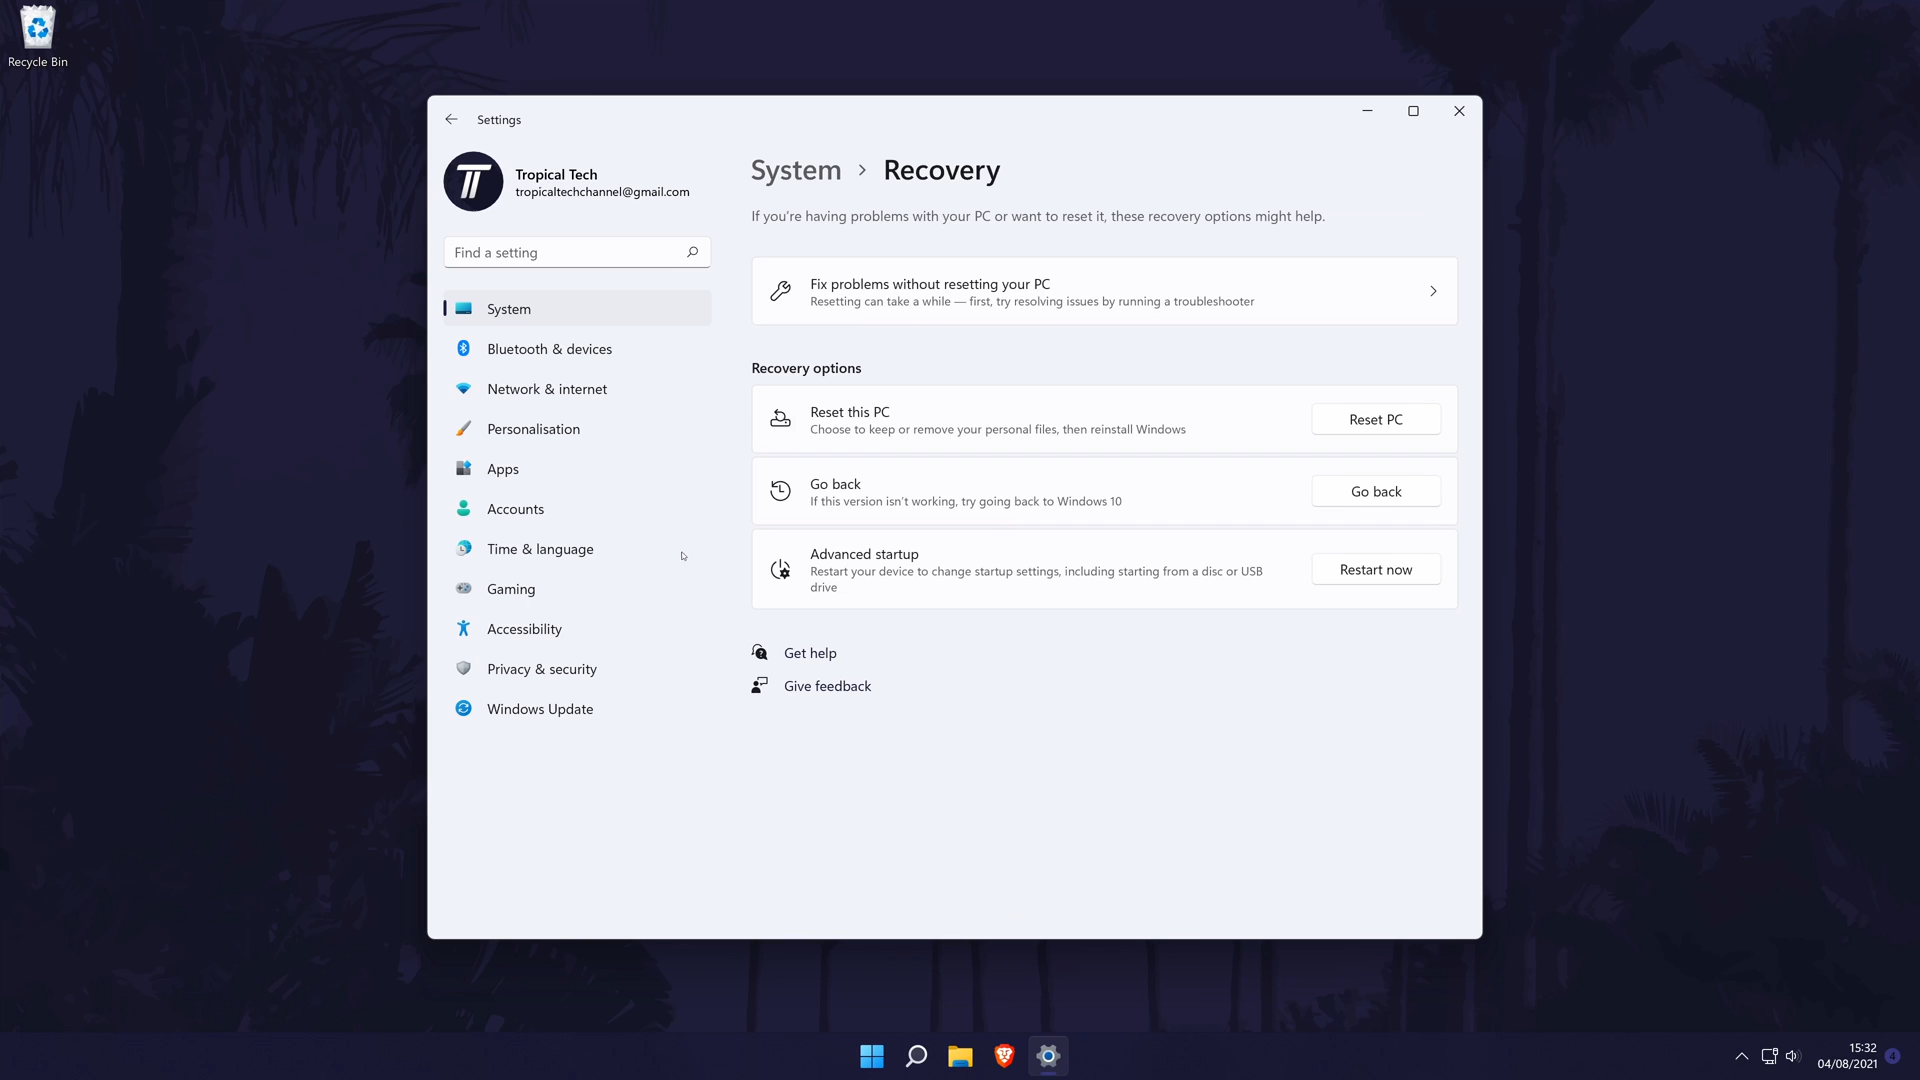 Recycle Bin
Settings
TT
Tropical Tech
tropicaltechchannel@gmail.com
Find a setting
System
Bluetooth & devices
Network & internet
Personalisation
Apps
Accounts
Time & language
Gaming
Accessibility
Privacy & security
Windows Update
System > Recovery
If you're having problems with your PC or want to reset it, these recovery options might help.
Fix problems without resetting your PC
Resetting can take a while — first, try resolving issues by running a troubleshooter
Recovery options
Reset this PC
Choose to keep or remove your personal files, then reinstall Windows
Reset PC
Go back
If this version isn't working, try going back to Windows 10
Go back
Advanced startup
Restart your device to change startup settings, including starting from a disc or USB
drive
Restart now
Get help
Give feedback
15:32
04/08/2021
4